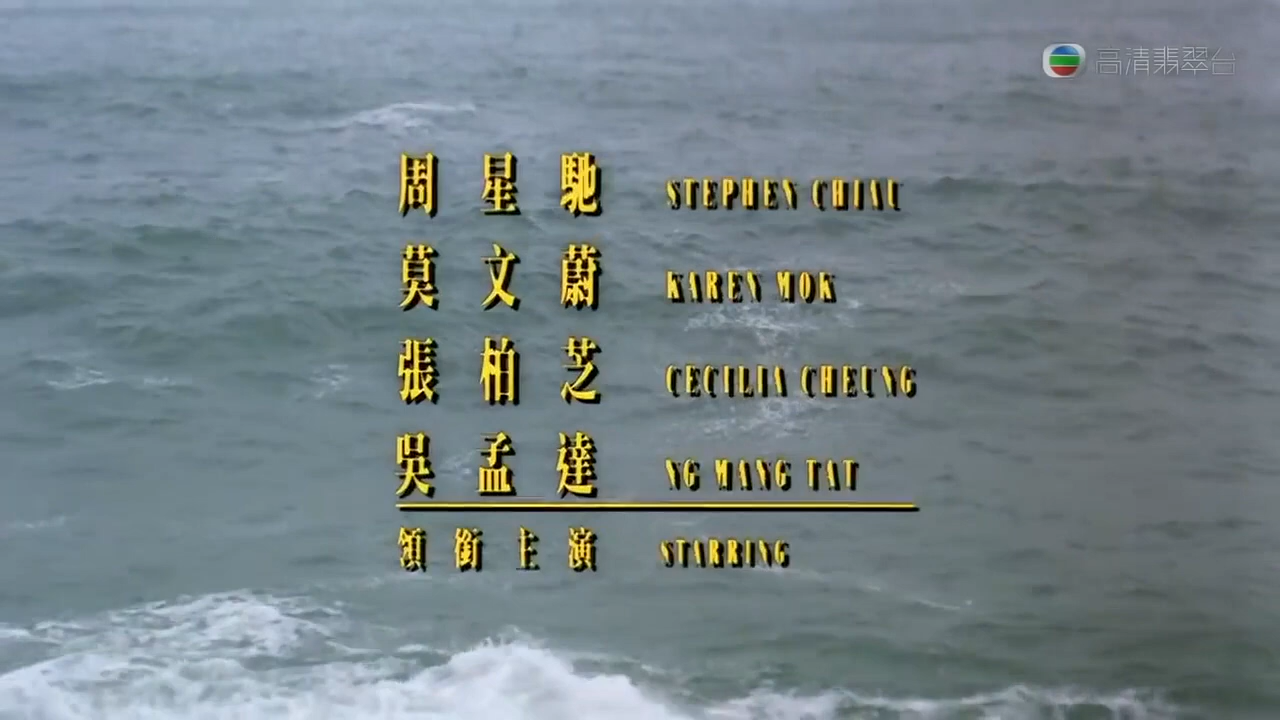 高清翡翠台
周星馳 STEPHEN CHIAU
莫文蔚 KAREN MOK
張柏芝 CECILIA CHEUNG
吳孟達 NG MANG TAT
領銜主演 STARRING